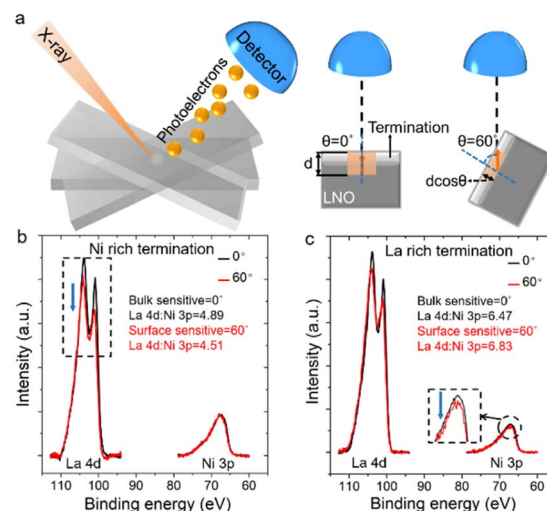 a
X-ray
Photoelectrons
Detector
θ=0°
Termination
d
LNO
θ=60°
dcosθ
b
Ni rich termination
0°
60°
Bulk sensitive=0°
La 4d:Ni 3p=4.89
Surface sensitive=60°
La 4d:Ni 3p=4.51
La 4d
Ni 3p
Intensity (a.u.)
110 100 90 80 70 60
Binding energy (eV)
c
La rich termination
0°
60°
Bulk sensitive=0°
La 4d:Ni 3p=6.47
Surface sensitive=60°
La 4d:Ni 3p=6.83
La 4d
Ni 3p
Intensity (a.u.)
110 100 90 80 70 60
Binding energy (eV)